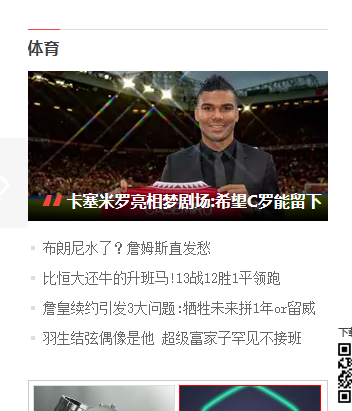 体育
卡塞米罗亮相梦剧场:希望C罗能留下
布朗尼水了？詹姆斯直发愁
比恒大还牛的升班马!13战12胜1平领跑
詹皇续约引发3大问题:牺牲未来拼1年or留威
羽生结弦偶像是他 超级富家子罕见不接班